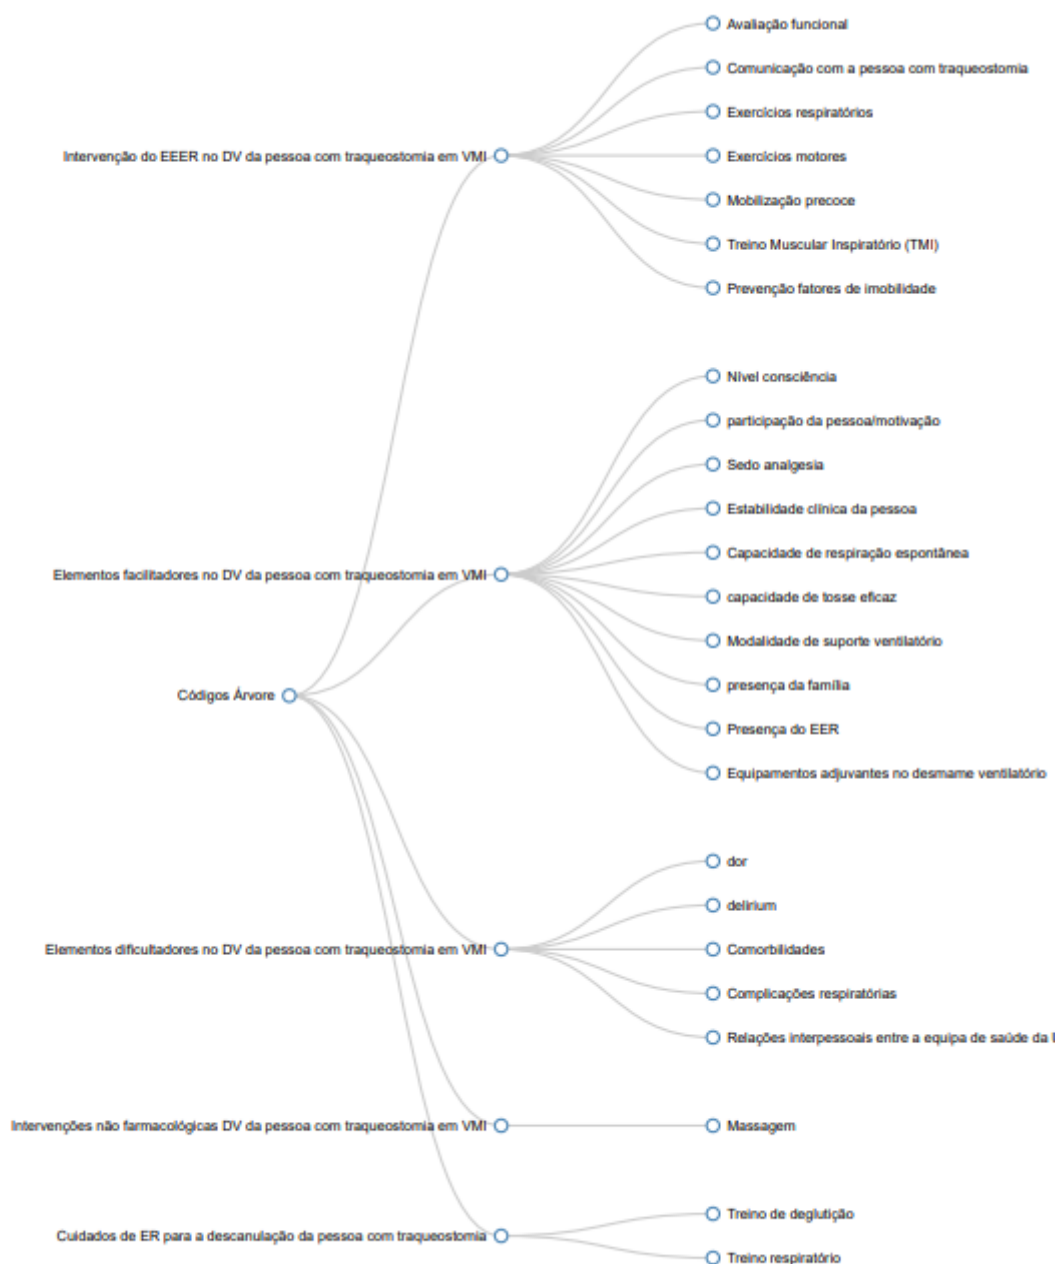 Intervenção do EEER no DV da pessoa com traqueostomia em VMI
Avaliação funcional
Comunicação com a pessoa com traqueostomia
Exercícios respiratórios
Exercícios motores
Mobilização precoce
Treino Muscular Inspiratório (TMI)
Prevenção fatores de imobilidade
Elementos facilitadores no DV da pessoa com traqueostomia em VMI
Nível consciência
participação da pessoa/motivação
Sedo analgesia
Estabilidade clínica da pessoa
Capacidade de respiração espontânea
capacidade de tosse eficaz
Modalidade de suporte ventilatório
presença da família
Presença do EER
Equipamentos adjuvantes no desmame ventilatório
Códigos Árvore
Elementos dificultadores no DV da pessoa com traqueostomia em VMI
dor
delirium
Comorbilidades
Complicações respiratórias
Relações interpessoais entre a equipa de saúde da
Intervenções não farmacológicas DV da pessoa com traqueostomia em VMI
Massagem
Cuidados de ER para a descanulação da pessoa com traqueostomia
Treino de deglutição
Treino respiratório